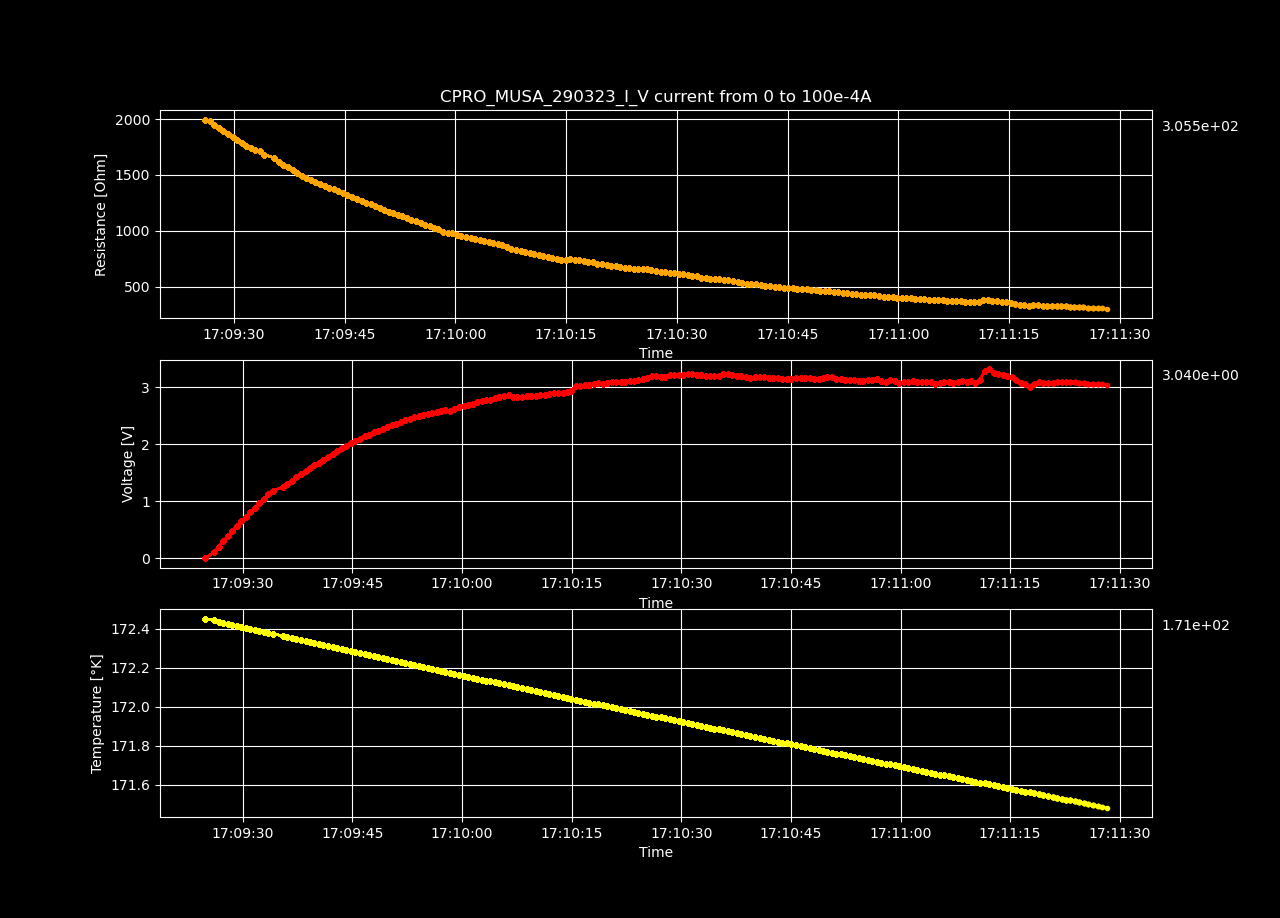 CPRO_MUSA_290323_I_V current from 0 to 100e-4A
2000
1500
1000
500
Resistance [Ohm]
3.055e+02
17:09:30 17:09:45 17:10:00 17:10:15 17:10:30 17:10:45 17:11:00 17:11:15 17:11:30
Time
3
2
1
0
Voltage [V]
3.040e+00
17:09:30 17:09:45 17:10:00 17:10:15 17:10:30 17:10:45 17:11:00 17:11:15 17:11:30
Time
172.4
172.2
172.0
171.8
171.6
Temperature [°K]
1.71e+02
17:09:30 17:09:45 17:10:00 17:10:15 17:10:30 17:10:45 17:11:00 17:11:15 17:11:30
Time